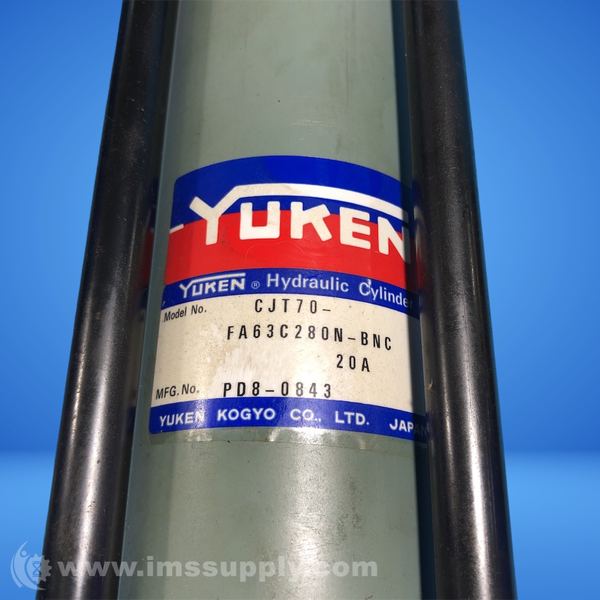 YUKEN
YUKEN ® Hydraulic Cylinder
Model No. CJT70-
FA63C280N-BNC
20A
MFG. No. PD8-0843
YUKEN KOGYO CO., LTD.
www.imssupply.com